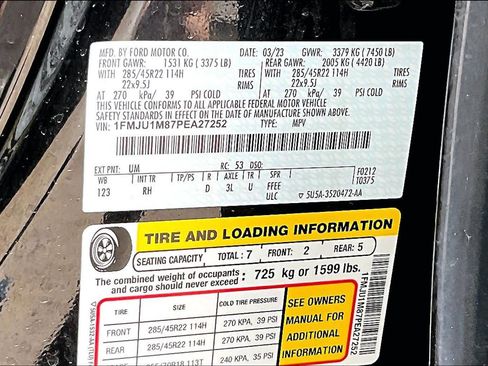 MFD. BY FORD MOTOR CO. DATE: 03/23 GVWR: 3379 KG ( 7450 LB)
FRONT GAWR: 1531 KG ( 3375 LB) REAR GAWR: 2005 KG ( 4420 LB)
WITH 285/45R22 114H TIRES WITH 285/45R22 114H TIRES
22x9.5J RIMS 22x9.5J RIMS
AT 270 kPa/ 39 PSI COLD AT 270 kPa/ 39 PSI COLD
THIS VEHICLE CONFORMS TO ALL APPLICABLE FEDERAL MOTOR VEHICLE
SAFETY STANDARDS IN EFFECT ON THE DATE OF MANUFACTURE SHOWN ABOVE.
VIN: 1FMJU1M87PEA27252 TYPE: MPV
EXT PNT: UM RC: 53 DSO: F0212
WB INT TR TP/PS R AXLE TR SPR T0375
123 RH D 3L U FFEE
ULC ▽ SU5A-3520472-AA
TIRE AND LOADING INFORMATION
SEATING CAPACITY TOTAL : 7 FRONT : 2 REAR: 5
The combined weight of occupants and cargo should never exceed : 725 kg or 1599 lbs.
TIRE SIZE COLD TIRE PRESSURE
FRONT 285/45R22 114H 270 KPA, 39 PSI
REAR 285/45R22 114H 270 KPA, 39 PSI
113T 240 KPA, 35 PSI
SEE OWNERS
MANUAL FOR
ADDITIONAL
INFORMATION
1FMJU1M87PEA27252